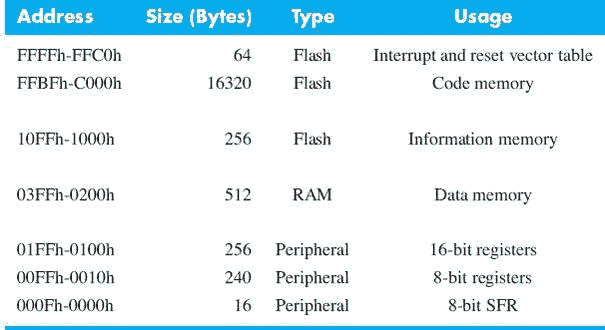 Address Size (Bytes) Type Usage
FFFFh-FFC0h 64 Flash Interrupt and reset vector table
FFBFh-C000h 16320 Flash Code memory
10FFh-1000h 256 Flash Information memory
03FFh-0200h 512 RAM Data memory
01FFh-0100h 256 Peripheral 16-bit registers
00FFh-0010h 240 Peripheral 8-bit registers
000Fh-0000h 16 Peripheral 8-bit SFR